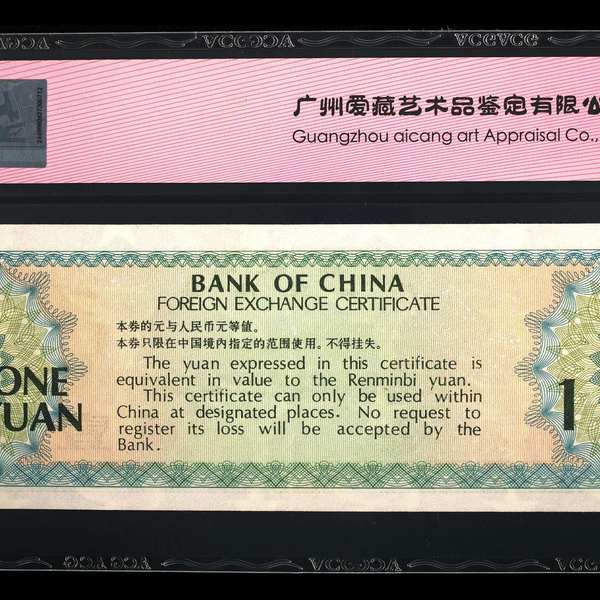 VCGVCG
广州爱藏艺术品鉴定有限公
Guangzhou aicang art Appraisal Co.,
BANK OF CHINA
FOREIGN EXCHANGE CERTIFICATE
本券的元与人民币元等值。
本券只限在中国境内指定的范围使用。不得挂失。
The yuan expressed in this certificate is
equivalent in value to the Renminbi yuan.
This certificate can only be used within
China at designated places. No request to
register its loss will be accepted by the
Bank.
ONE
YUAN
1
VCGVCG